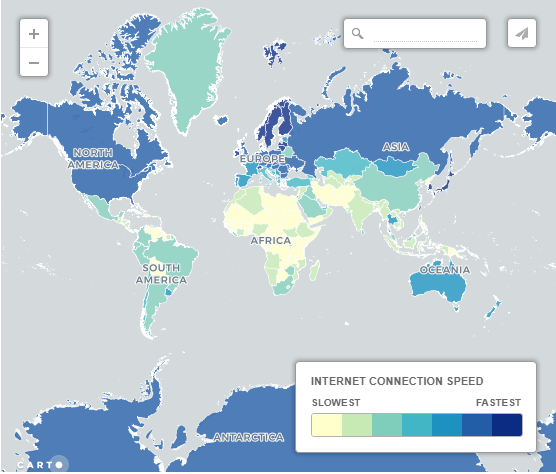 +
−
NORTH
AMERICA
EUROPE
ASIA
AFRICA
SOUTH
AMERICA
OCEANIA
ANTARCTICA
INTERNET CONNECTION SPEED
SLOWEST FASTEST
CARTO